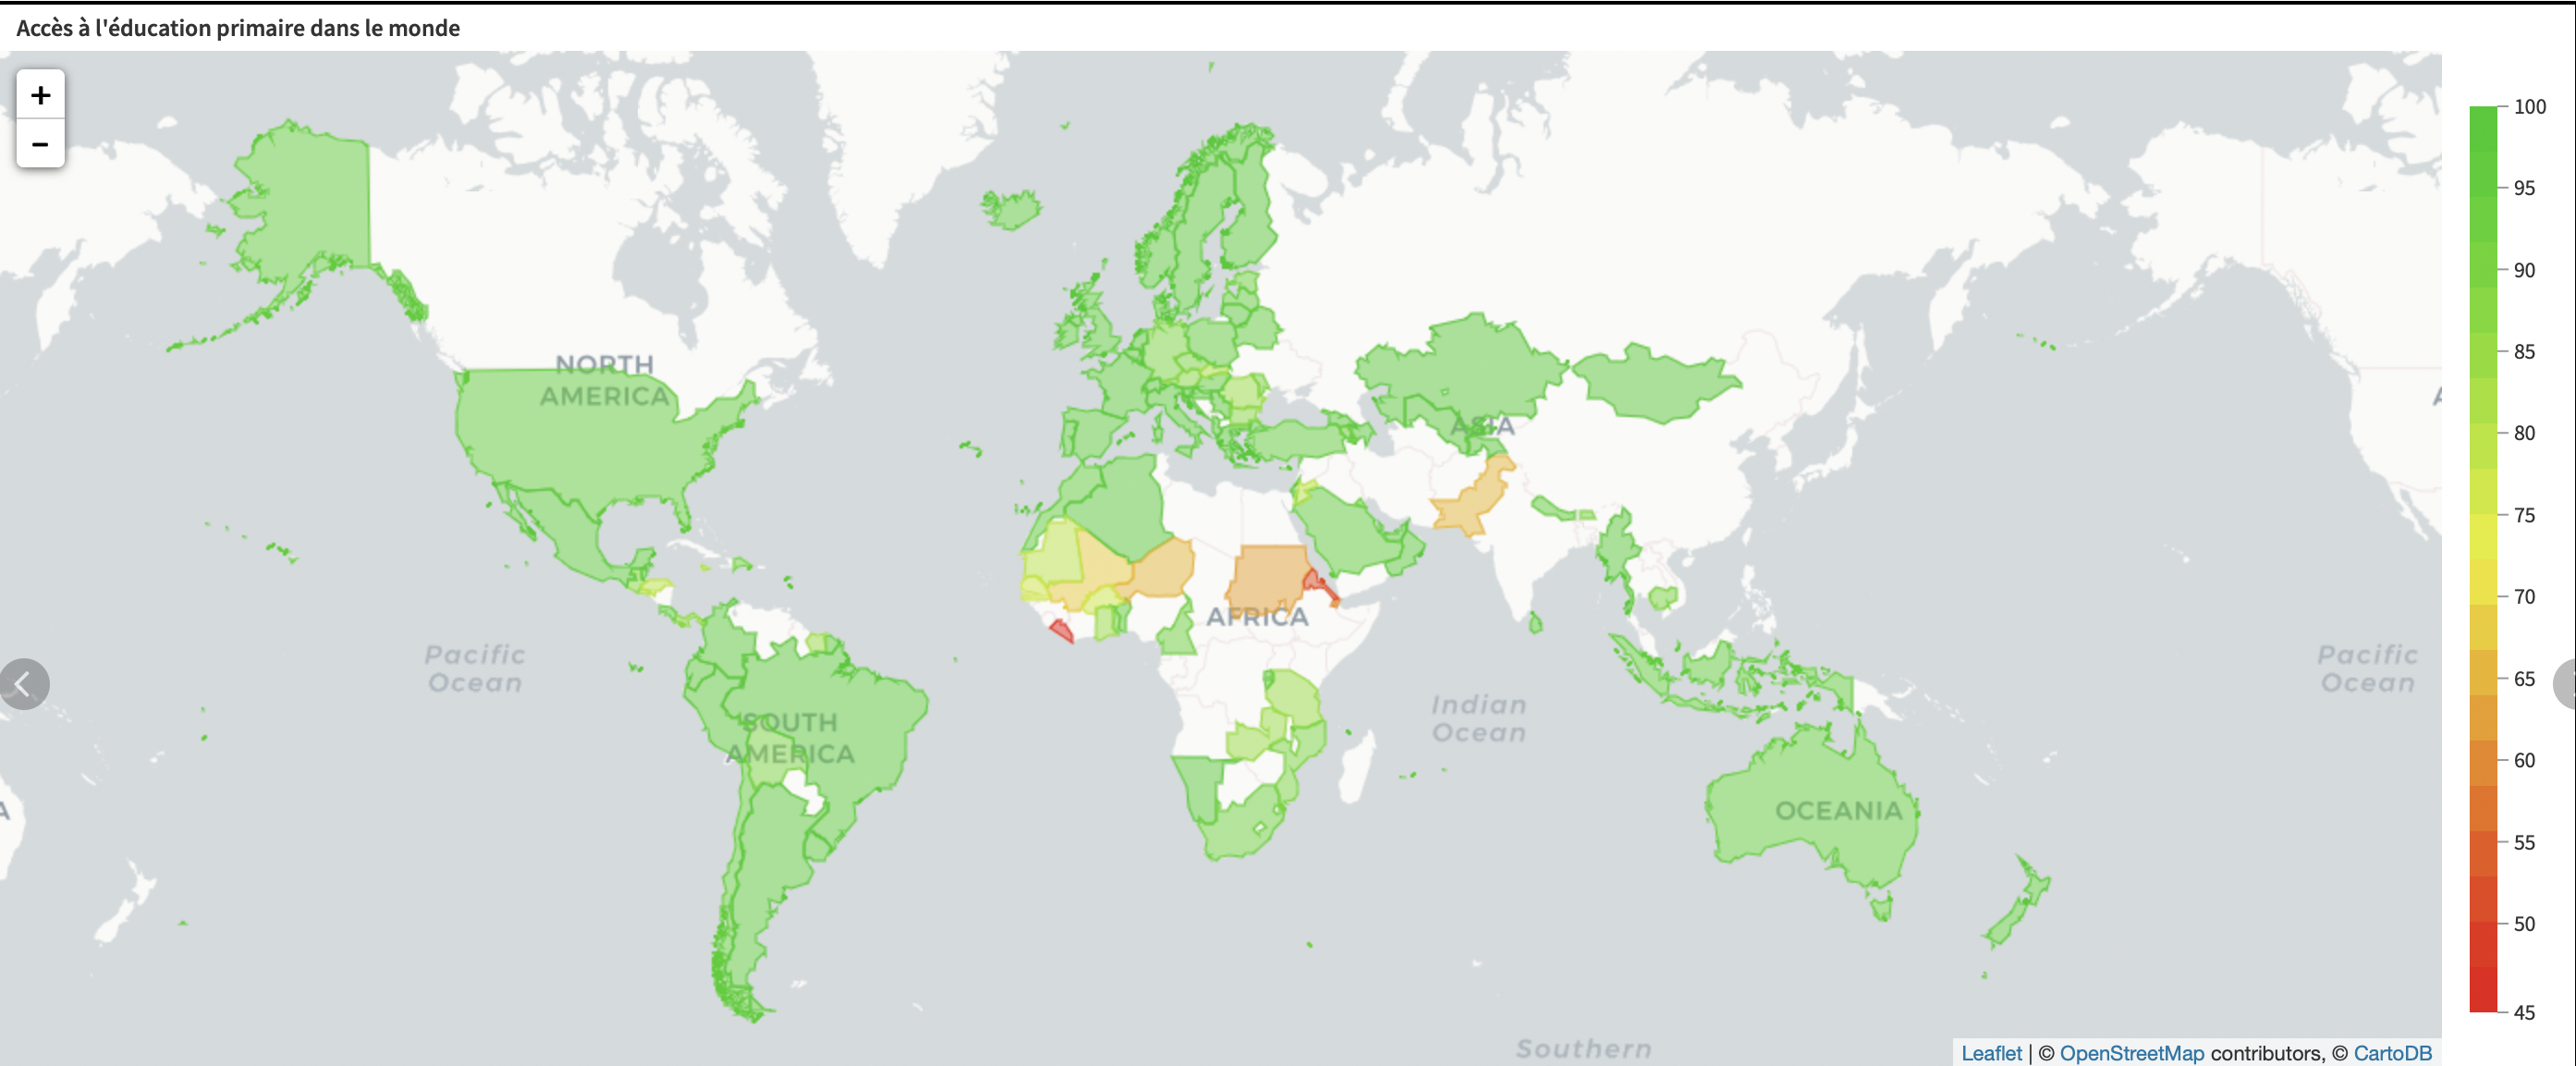 Accès à l'éducation primaire dans le monde
+
−
NORTH
AMERICA
ASIA
AFRICA
Pacific
Ocean
SOUTH
AMERICA
Indian
Ocean
OCEANIA
Pacific
Ocean
Southern
A
A
100
95
90
85
80
75
70
65
60
55
50
45
Leaflet | © OpenStreetMap contributors, © CartoDB